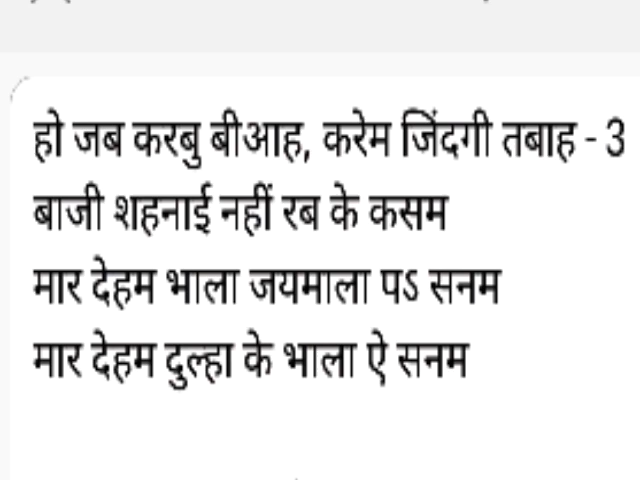 हो जब करबु बीआह, करेम जिंदगी तबाह - 3
बाजी शहनाई नहीं रब के कसम
मार देहम भाला जयमाला पऽ सनम
मार देहम दुल्हा के भाला ऐ सनम